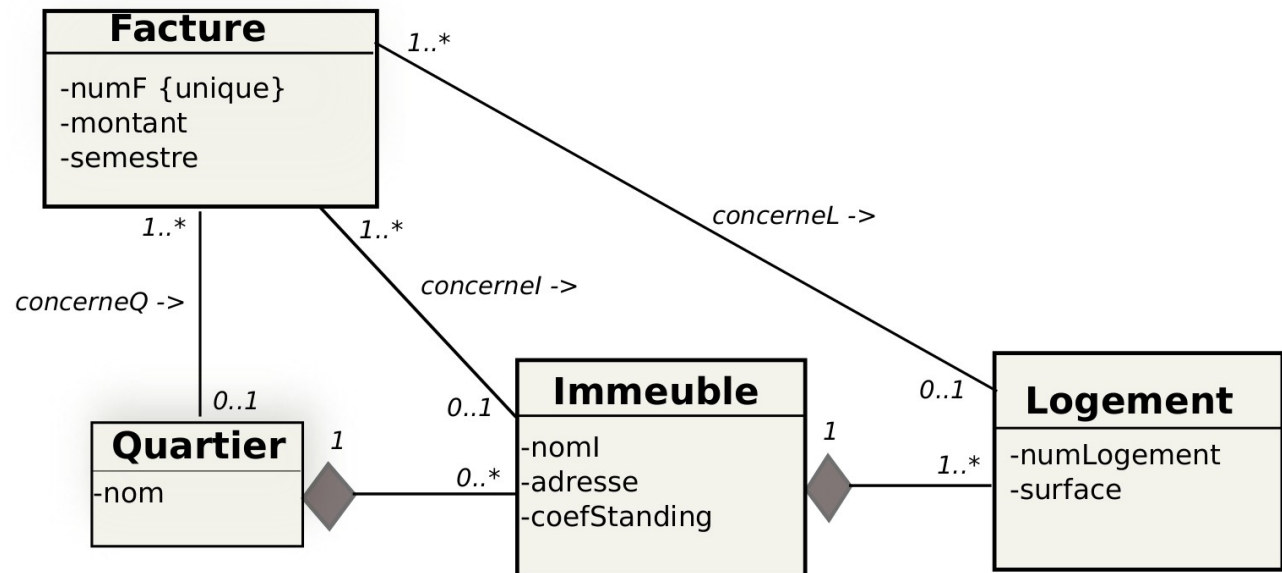 Facture
-numF {unique}
-montant
-semestre
1..*
concerneL ->
0..1
1..*
concerneQ ->
0..1
1..*
concerneI ->
0..1
Quartier
-nom
1
0..*
Immeuble
-nomI
-adresse
-coefStanding
1
1..*
Logement
-numLogement
-surface